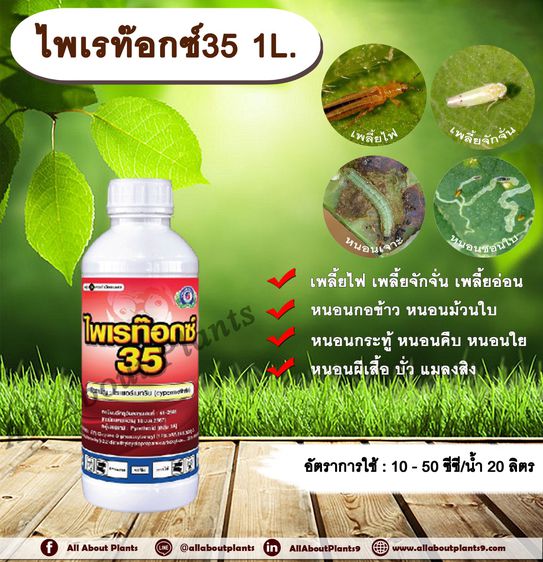 ไพเรท๊อกซ์35 1L.
เพลี้ยไฟ
เพลี้ยจักจั่น
หนอนเจาะ
หนอนชอนใบ
เพลี้ยไฟ เพลี้ยจักจั่น เพลี้ยอ่อน
หนอนกอข้าว หนอนม้วนใบ
หนอนกระทู้ หนอนคืบ หนอนใย
หนอนผีเสื้อ บั่ว แมลงสิง
ไพเรท๊อกซ์
35
(cypermethrin)
About Plants
อัตราการใช้ : 10 - 50 ซีซี/น้ำ 20 ลิตร
All About Plants
@allaboutplants
AllAboutPlants9
www.allaboutplants9.com